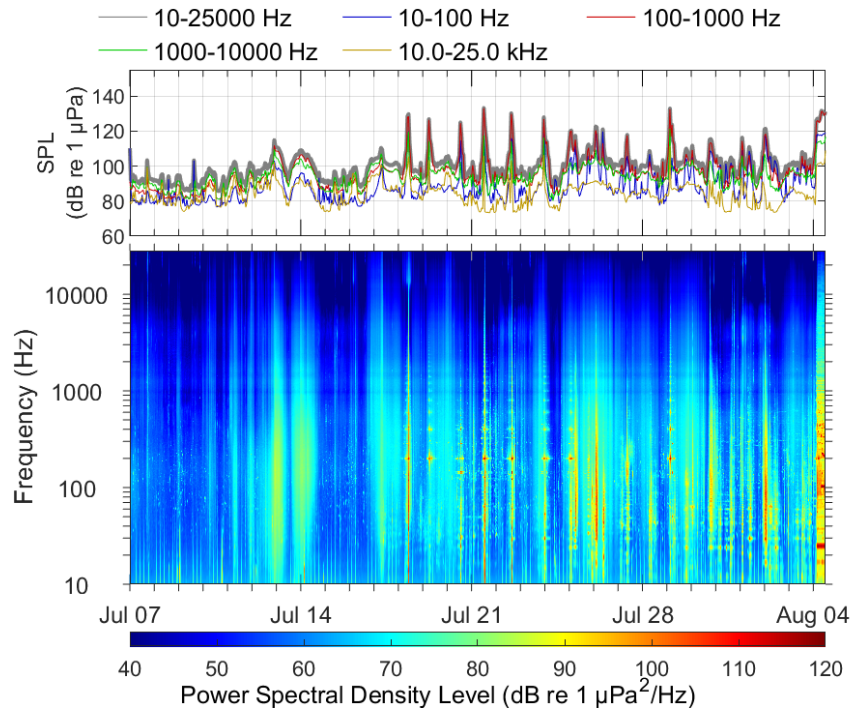 10-25000 Hz 10-100 Hz 100-1000 Hz
1000-10000 Hz 10.0-25.0 kHz
SPL
(dB re 1 µPa)
140
120
100
80
60
Frequency (Hz)
10000
1000
100
10
Jul 07 Jul 14 Jul 21 Jul 28 Aug 04
40 50 60 70 80 90 100 110 120
Power Spectral Density Level (dB re 1 µPa²/Hz)